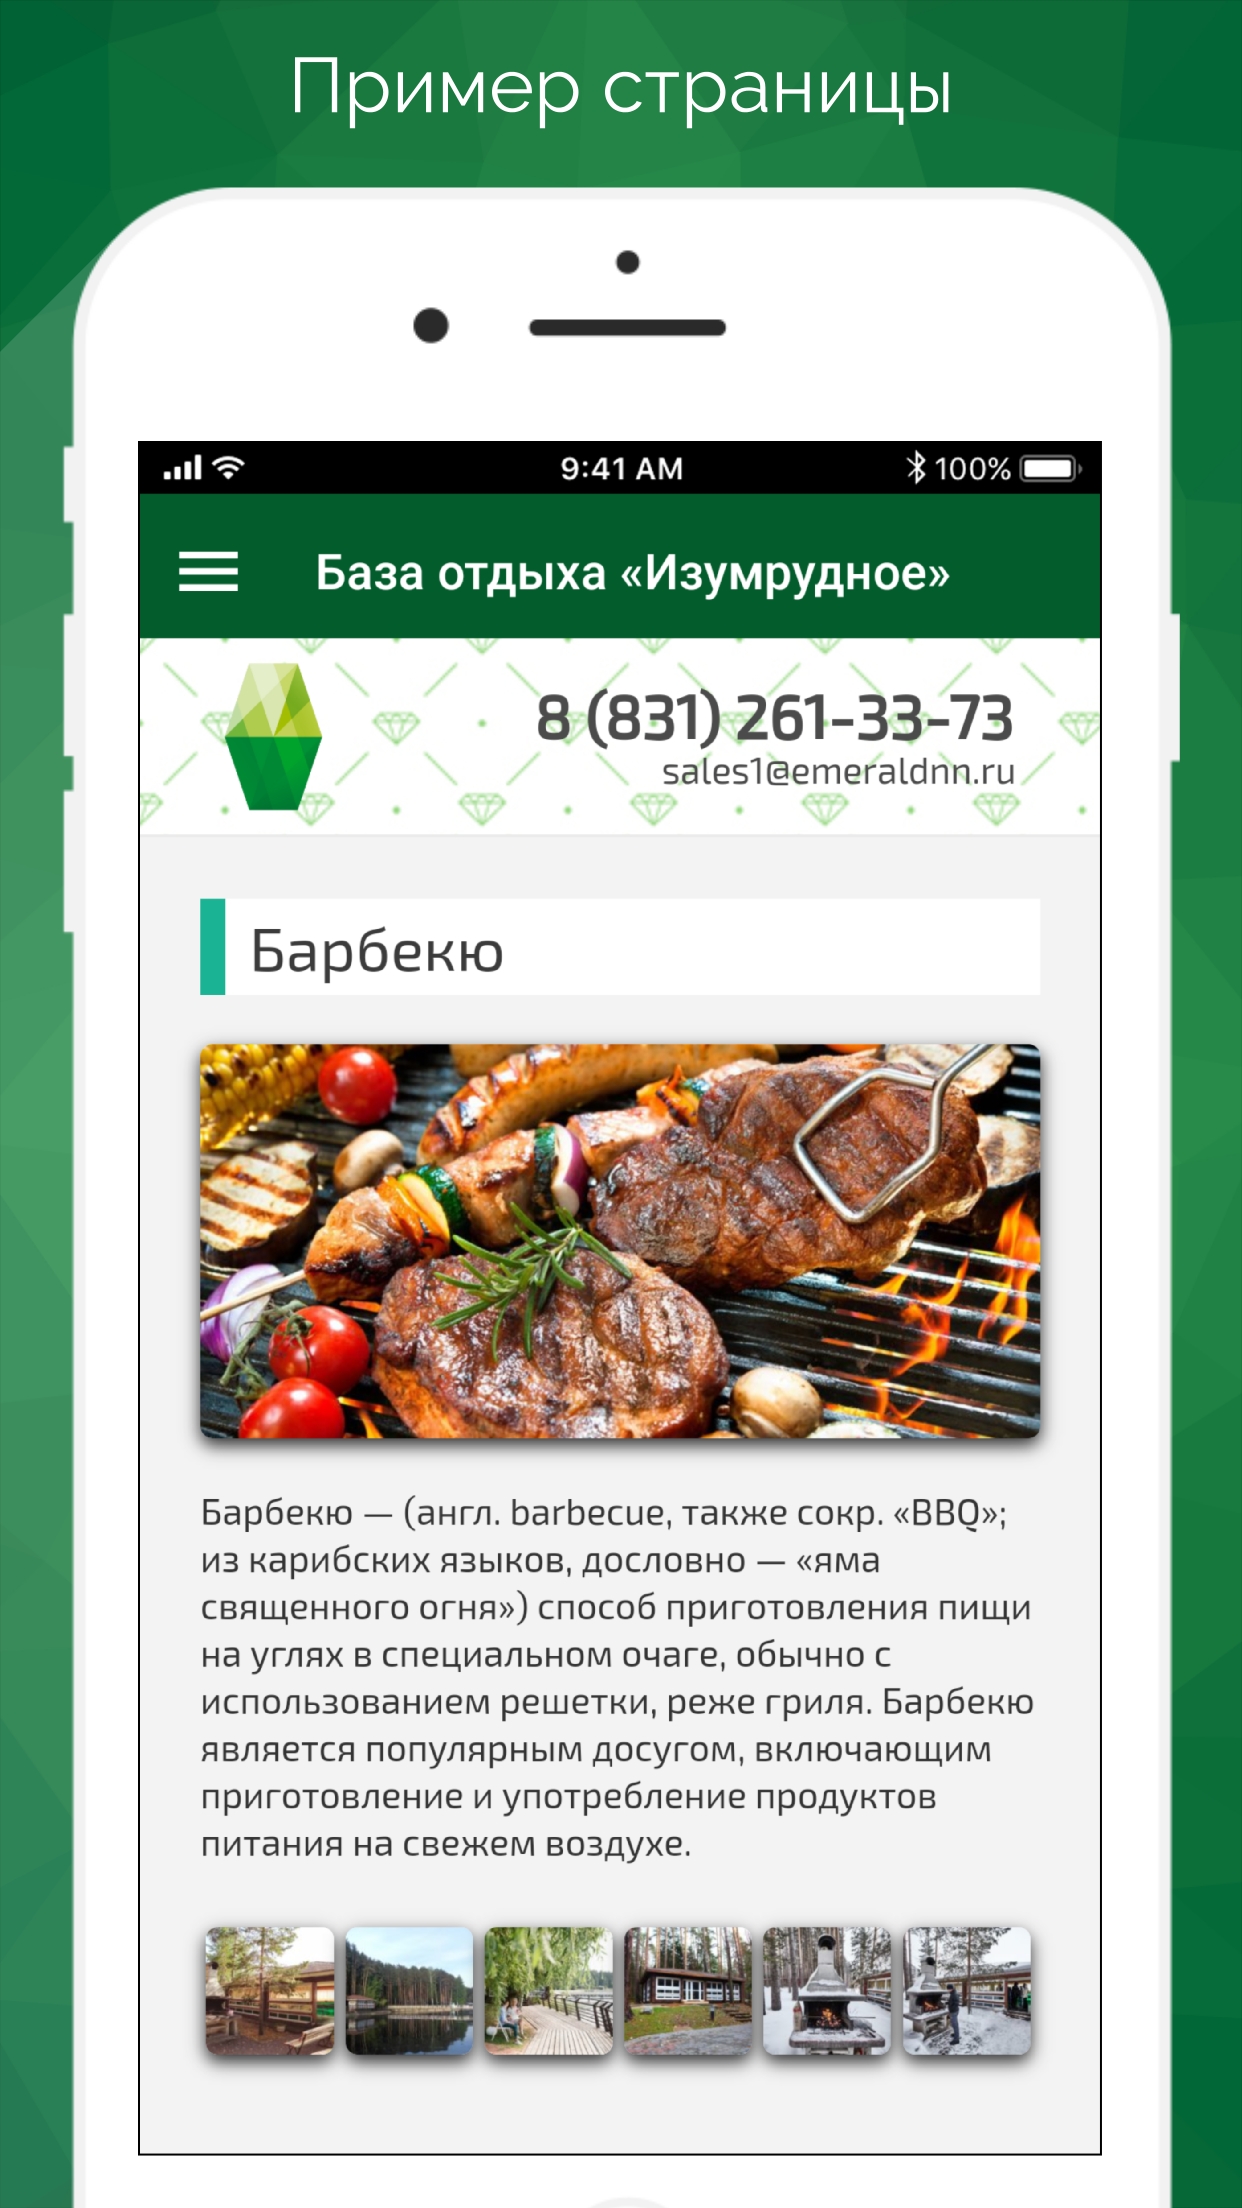 Пример страницы
9:41 AM
100%
База отдыха «Изумрудное»
8 (831) 261-33-73
sales1@emeraldnn.ru
Барбекю
Барбекю — (англ. barbecue, также сокр. «BBQ»;
из карибских языков, дословно — «яма
священного огня») способ приготовления пищи
на углях в специальном очаге, обычно с
использованием решетки, реже гриля. Барбекю
является популярным досугом, включающим
приготовление и употребление продуктов
питания на свежем воздухе.